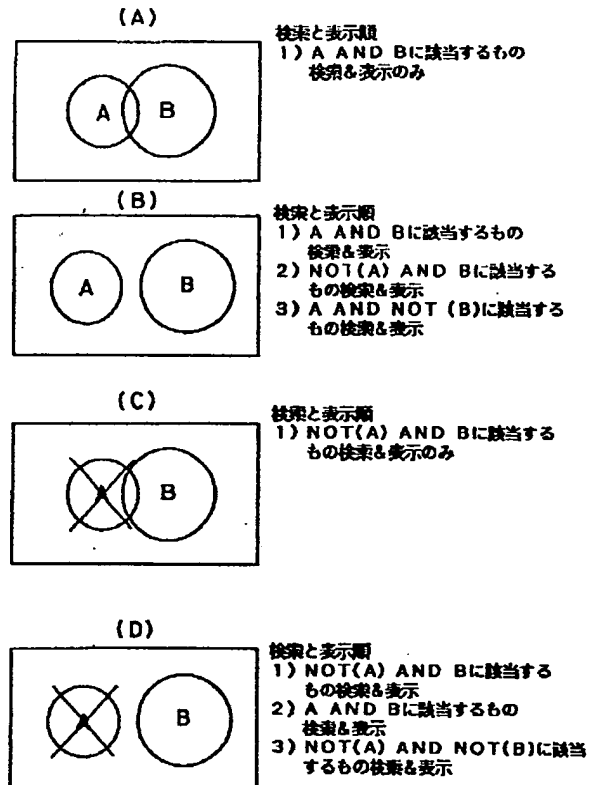 (A)
検索と表示順
1) A AND Bに該当するもの
検索&表示のみ
A
B
(B)
検索と表示順
1) A AND Bに該当するもの
検索&表示
2) NOT(A) AND Bに該当する
もの検索&表示
3) A AND NOT (B)に該当する
もの検索&表示
A
B
(C)
検索と表示順
1) NOT(A) AND Bに該当する
もの検索&表示のみ
A
B
(D)
検索と表示順
1) NOT(A) AND Bに該当する
もの検索&表示
2) A AND Bに該当するもの
検索&表示
3) NOT(A) AND NOT(B)に該当
するもの検索&表示
A
B